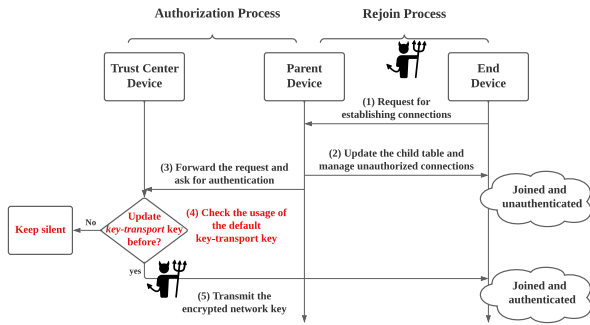 Authorization Process
Rejoin Process
Trust Center
Device
Parent
Device
End
Device
(1) Request for
establishing connections
(2) Update the child table and
manage unauthorized connections
(3) Forward the request and
ask for authentication
Joined and
unauthenticated
Keep silent
No
Update
key-transport key
before?
(4) Check the usage of
the default
key-transport key
yes
(5) Transmit the
encrypted network key
Joined and
authenticated